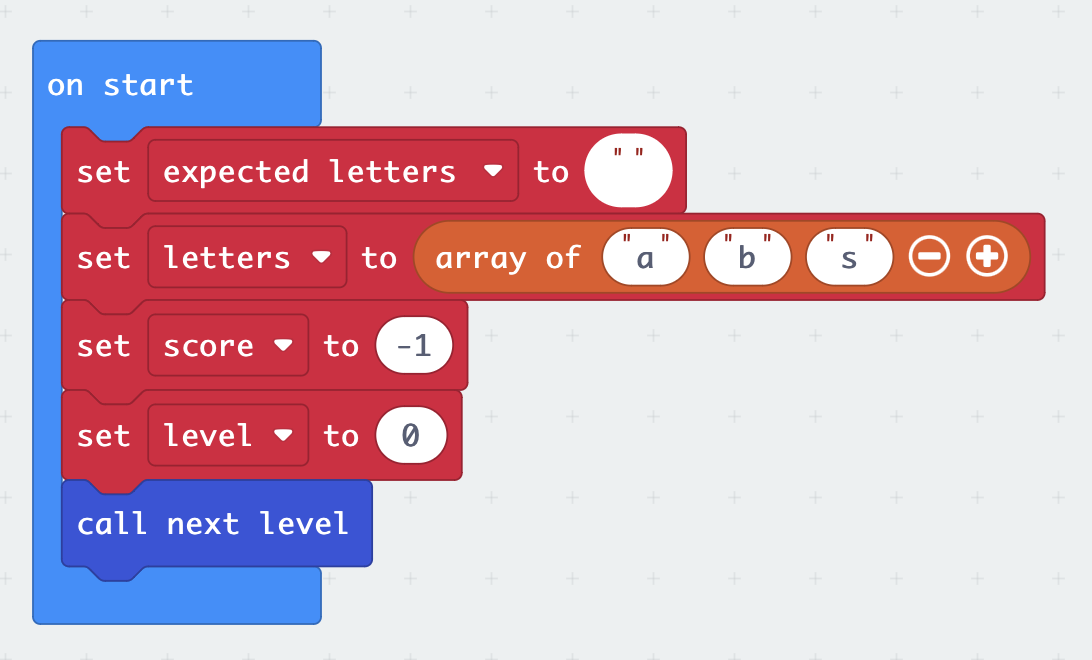 on start
set expected letters to " "
set letters to array of "a" "b" "s"
set score to -1
set level to 0
call next level